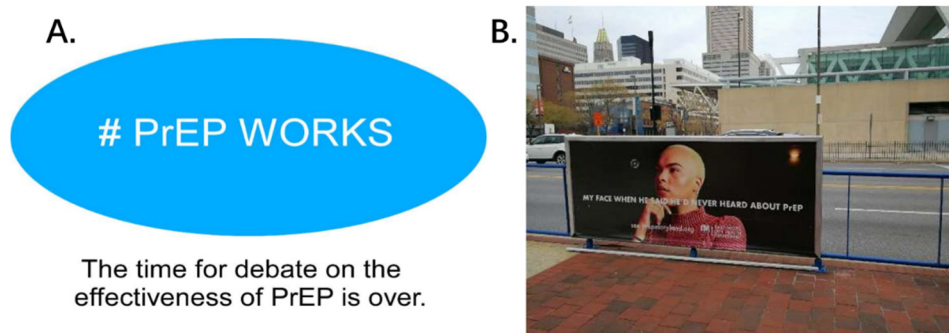 A.
# PrEP WORKS
The time for debate on the
effectiveness of PrEP is over.
B.
MY FACE WHEN HE SAID HE'D NEVER HEARD ABOUT PrEP